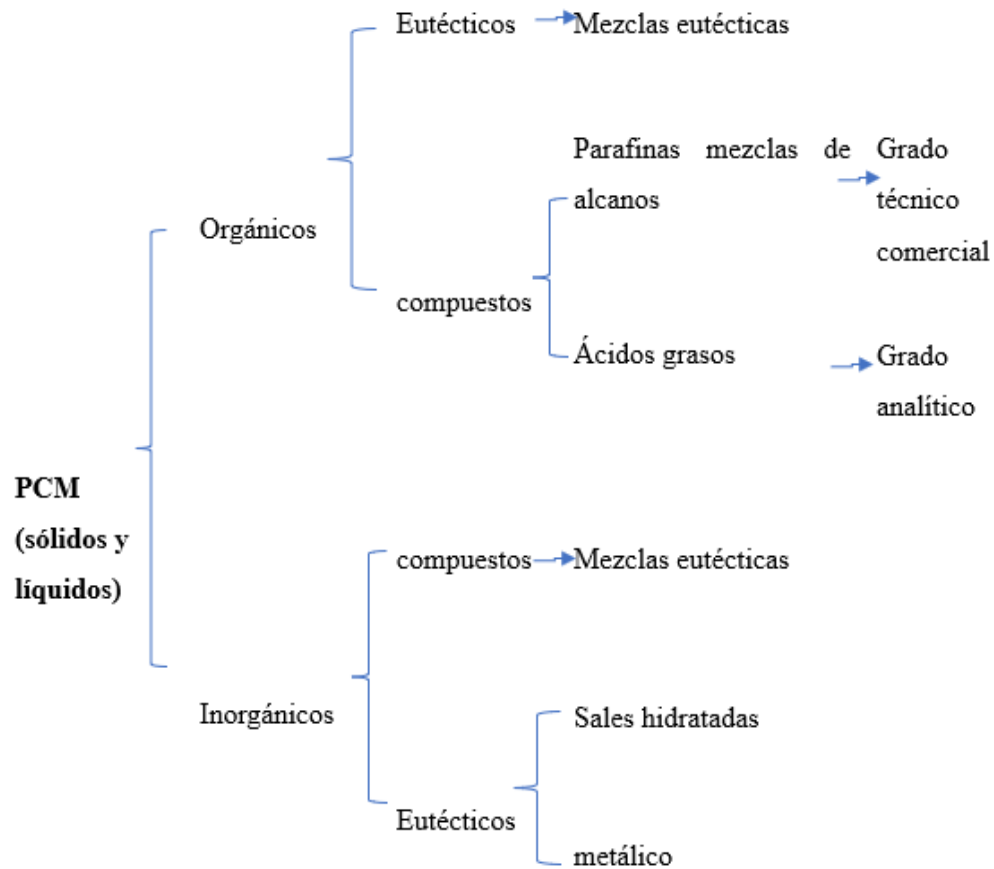 Eutécticos
Mezclas eutécticas
Parafinas mezclas de
alcanos
Grado
técnico
comercial
Orgánicos
compuestos
Ácidos grasos
Grado
analítico
PCM
(sólidos y
líquidos)
compuestos
Mezclas eutécticas
Inorgánicos
Sales hidratadas
Eutécticos
metálico